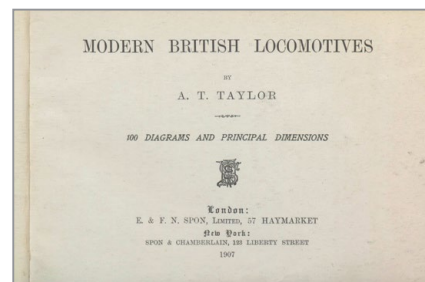 MODERN BRITISH LOCOMOTIVES
BY
A. T. TAYLOR
100 DIAGRAMS AND PRINCIPAL DIMENSIONS
London:
E. & F. N. SPON, LIMITED, 57 HAYMARKET
New York:
SPON & CHAMBERLAIN, 123 LIBERTY STREET
1907